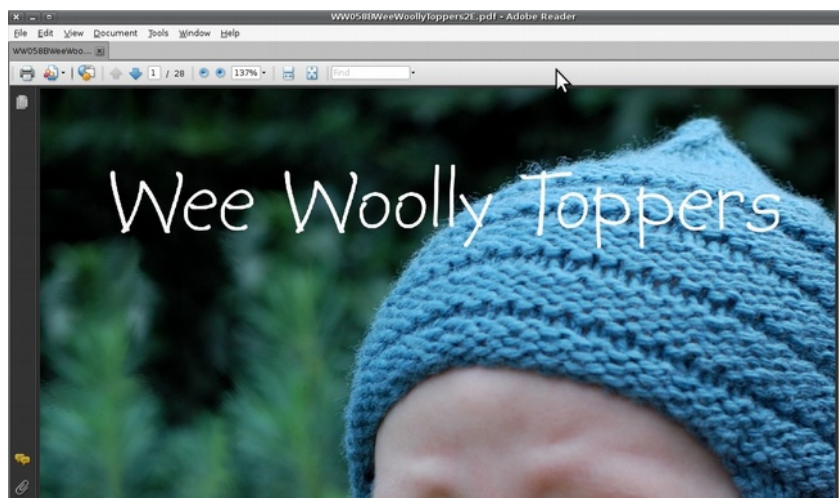 WW058BWeeWoollyToppers2E.pdf - Adobe Reader
File Edit View Document Tools Window Help
WW058BWeeWoo...
1 / 28 137% Find
Wee Woolly Toppers